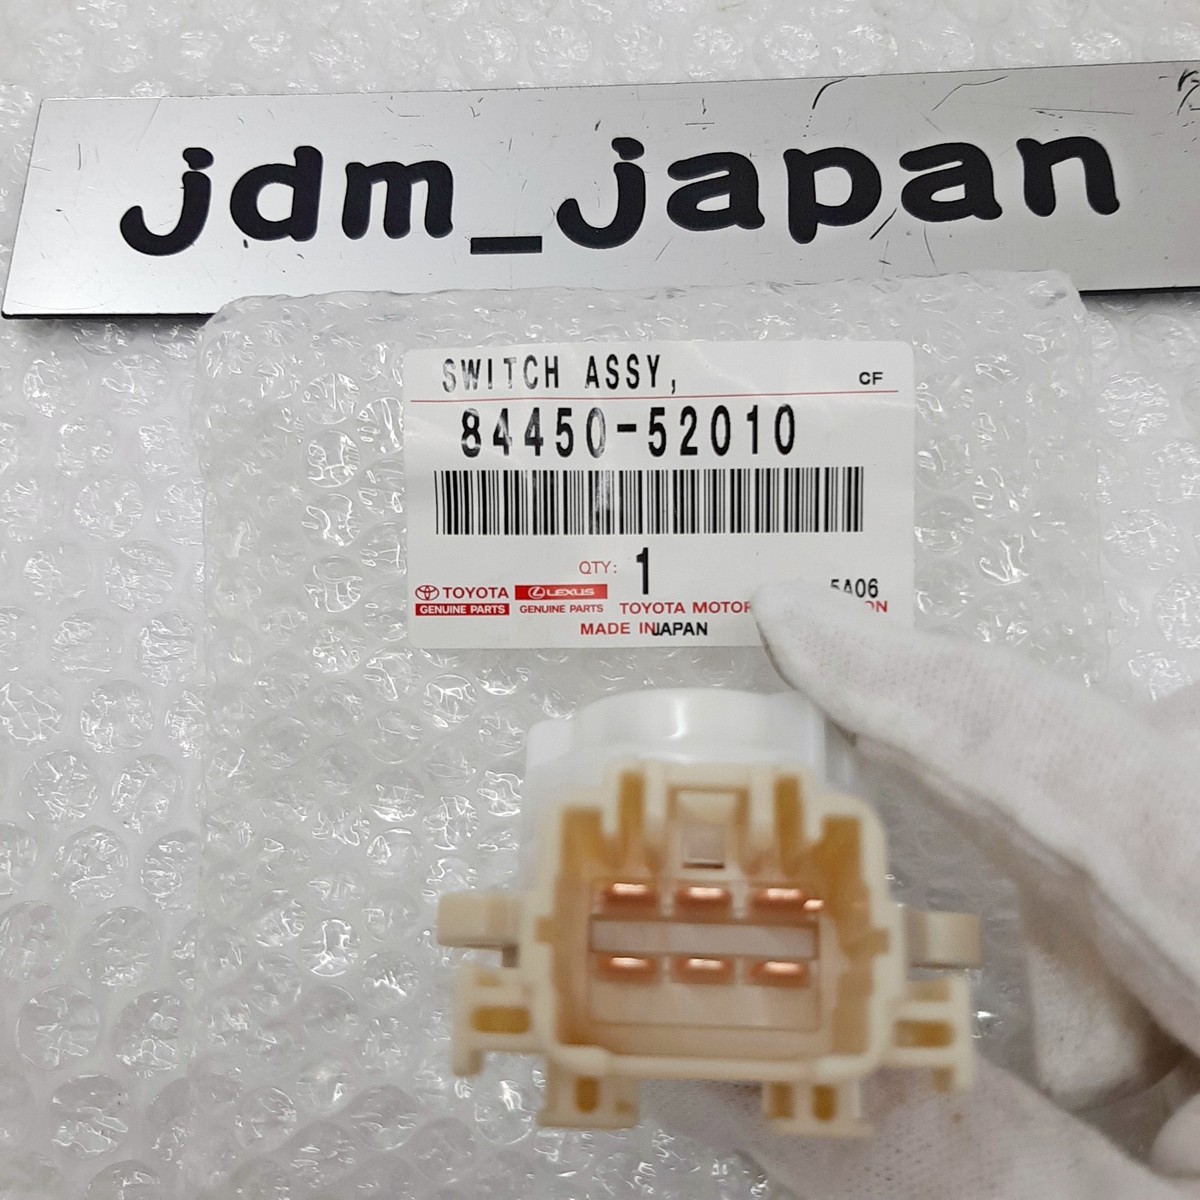 jdm_japan
SWITCH ASSY,
CF
84450-52010
QTY: 1
TOYOTA LEXUS 5A06
GENUINE PARTS GENUINE PARTS TOYOTA MOTOR ON
MADE IN JAPAN